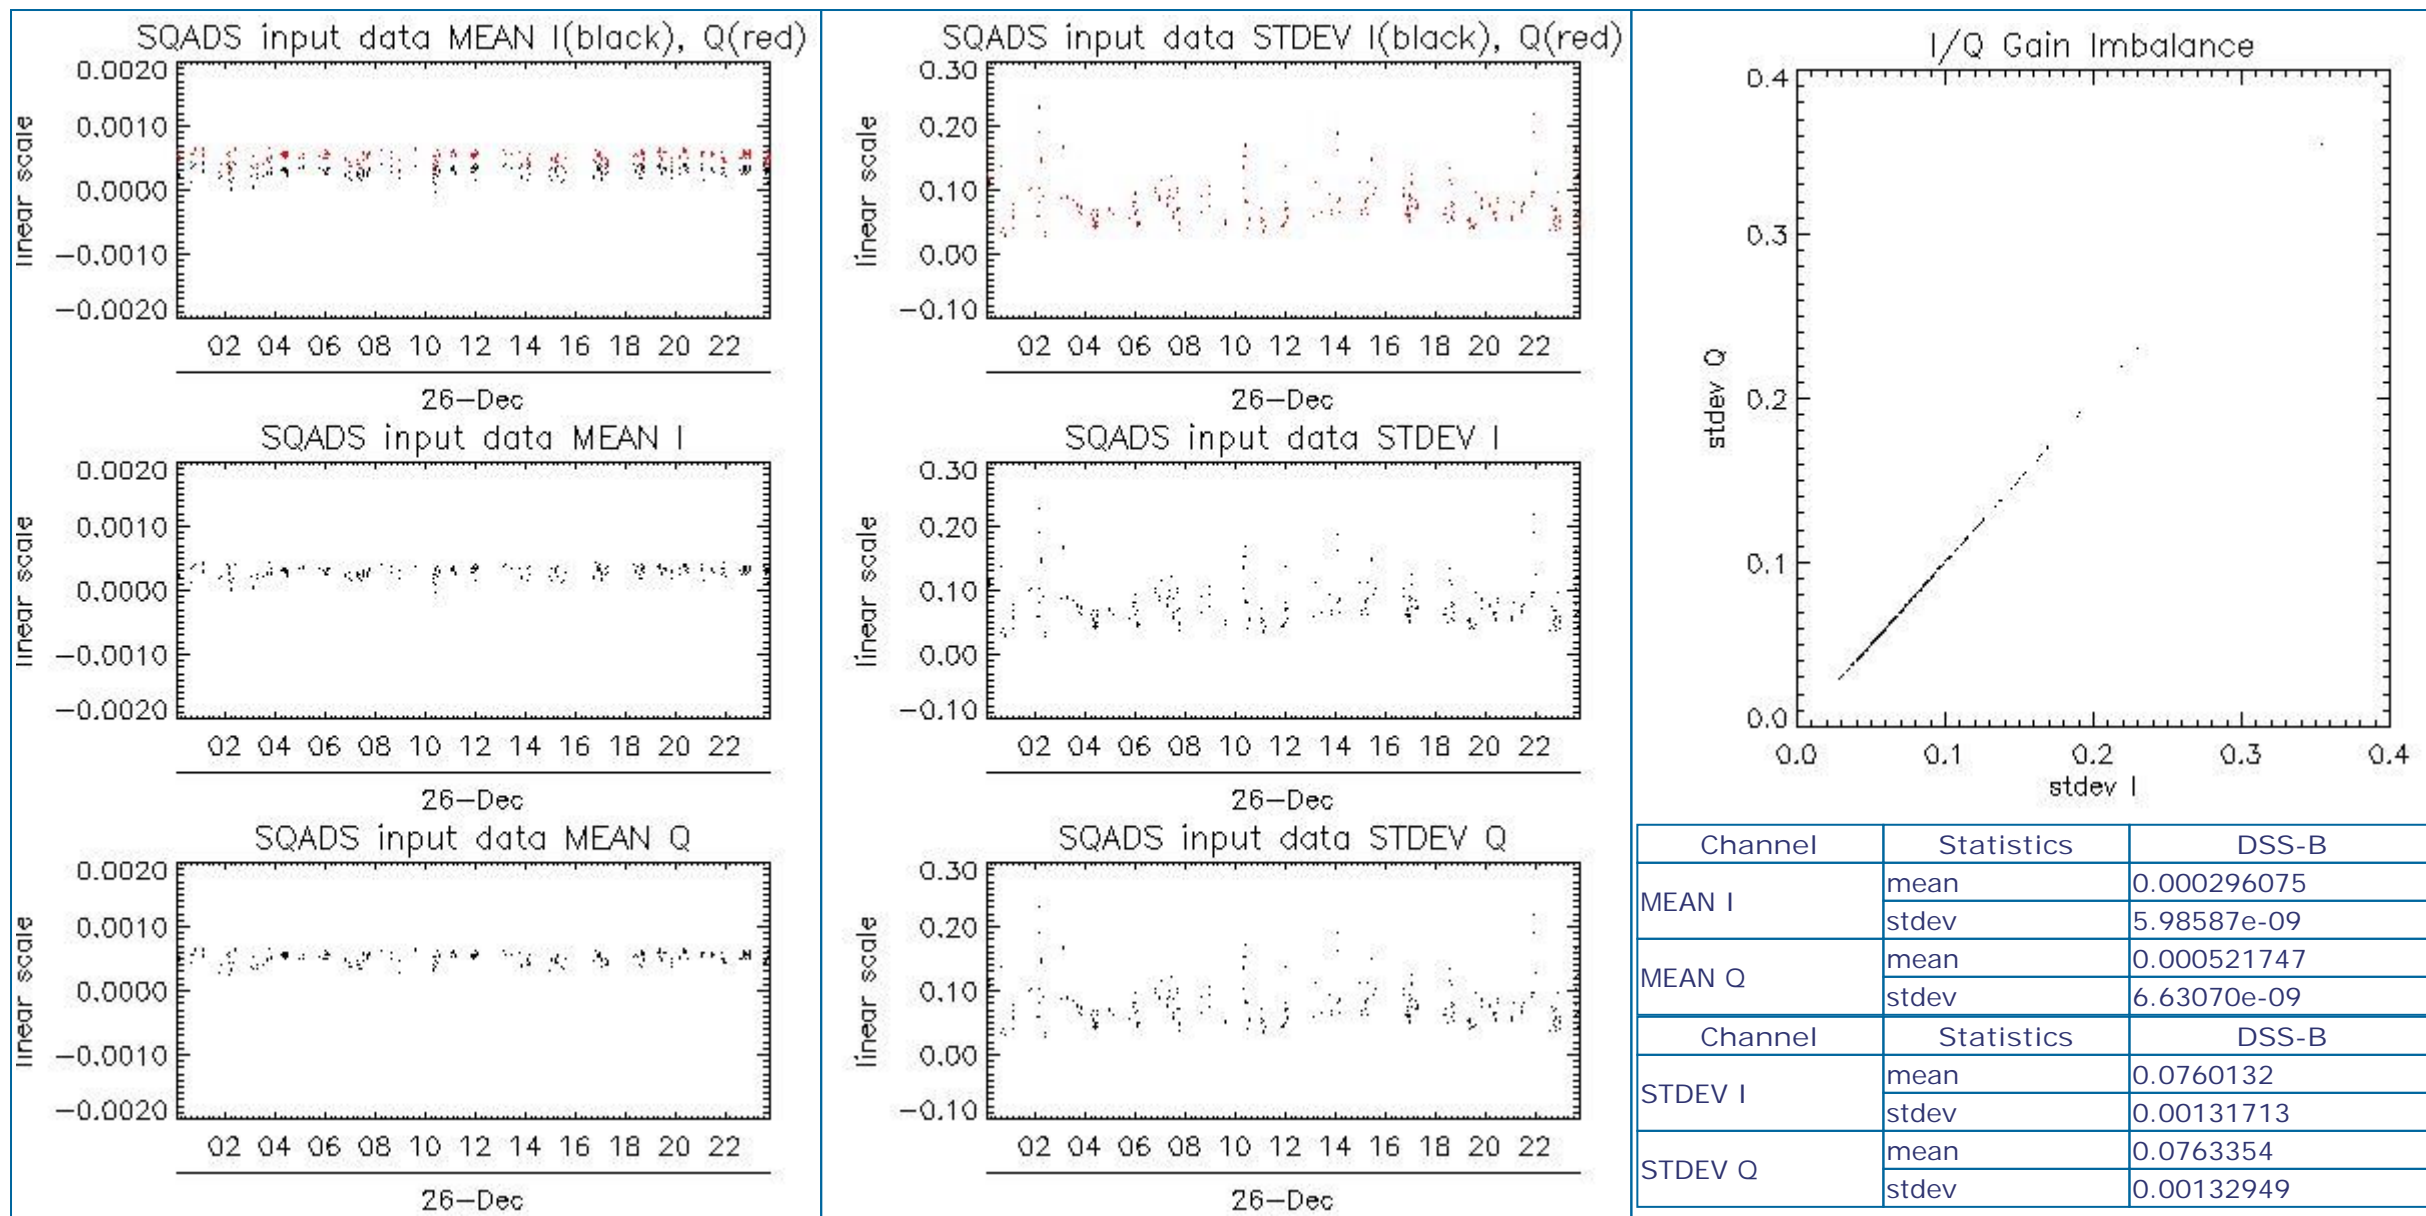 SQADS input data MEAN I(black), Q(red)
linear scale
0.0020
0.0010
0.0000
−0.0010
−0.0020
02 04 06 08 10 12 14 16 18 20 22
26−Dec
SQADS input data MEAN I
linear scale
0.0020
0.0010
0.0000
−0.0010
−0.0020
02 04 06 08 10 12 14 16 18 20 22
26−Dec
SQADS input data MEAN Q
linear scale
0.0020
0.0010
0.0000
−0.0010
−0.0020
02 04 06 08 10 12 14 16 18 20 22
26−Dec
SQADS input data STDEV I(black), Q(red)
linear scale
0.30
0.20
0.10
0.00
−0.10
02 04 06 08 10 12 14 16 18 20 22
26−Dec
SQADS input data STDEV I
linear scale
0.30
0.20
0.10
0.00
−0.10
02 04 06 08 10 12 14 16 18 20 22
26−Dec
SQADS input data STDEV Q
linear scale
0.30
0.20
0.10
0.00
−0.10
02 04 06 08 10 12 14 16 18 20 22
26−Dec
I/Q Gain Imbalance
stdev Q
0.4
0.3
0.2
0.1
0.0
0.0 0.1 0.2 0.3 0.4
stdev I
Channel Statistics DSS-B
MEAN I mean 0.000296075
stdev 5.98587e-09
MEAN Q mean 0.000521747
stdev 6.63070e-09
Channel Statistics DSS-B
STDEV I mean 0.0760132
stdev 0.00131713
STDEV Q mean 0.0763354
stdev 0.00132949